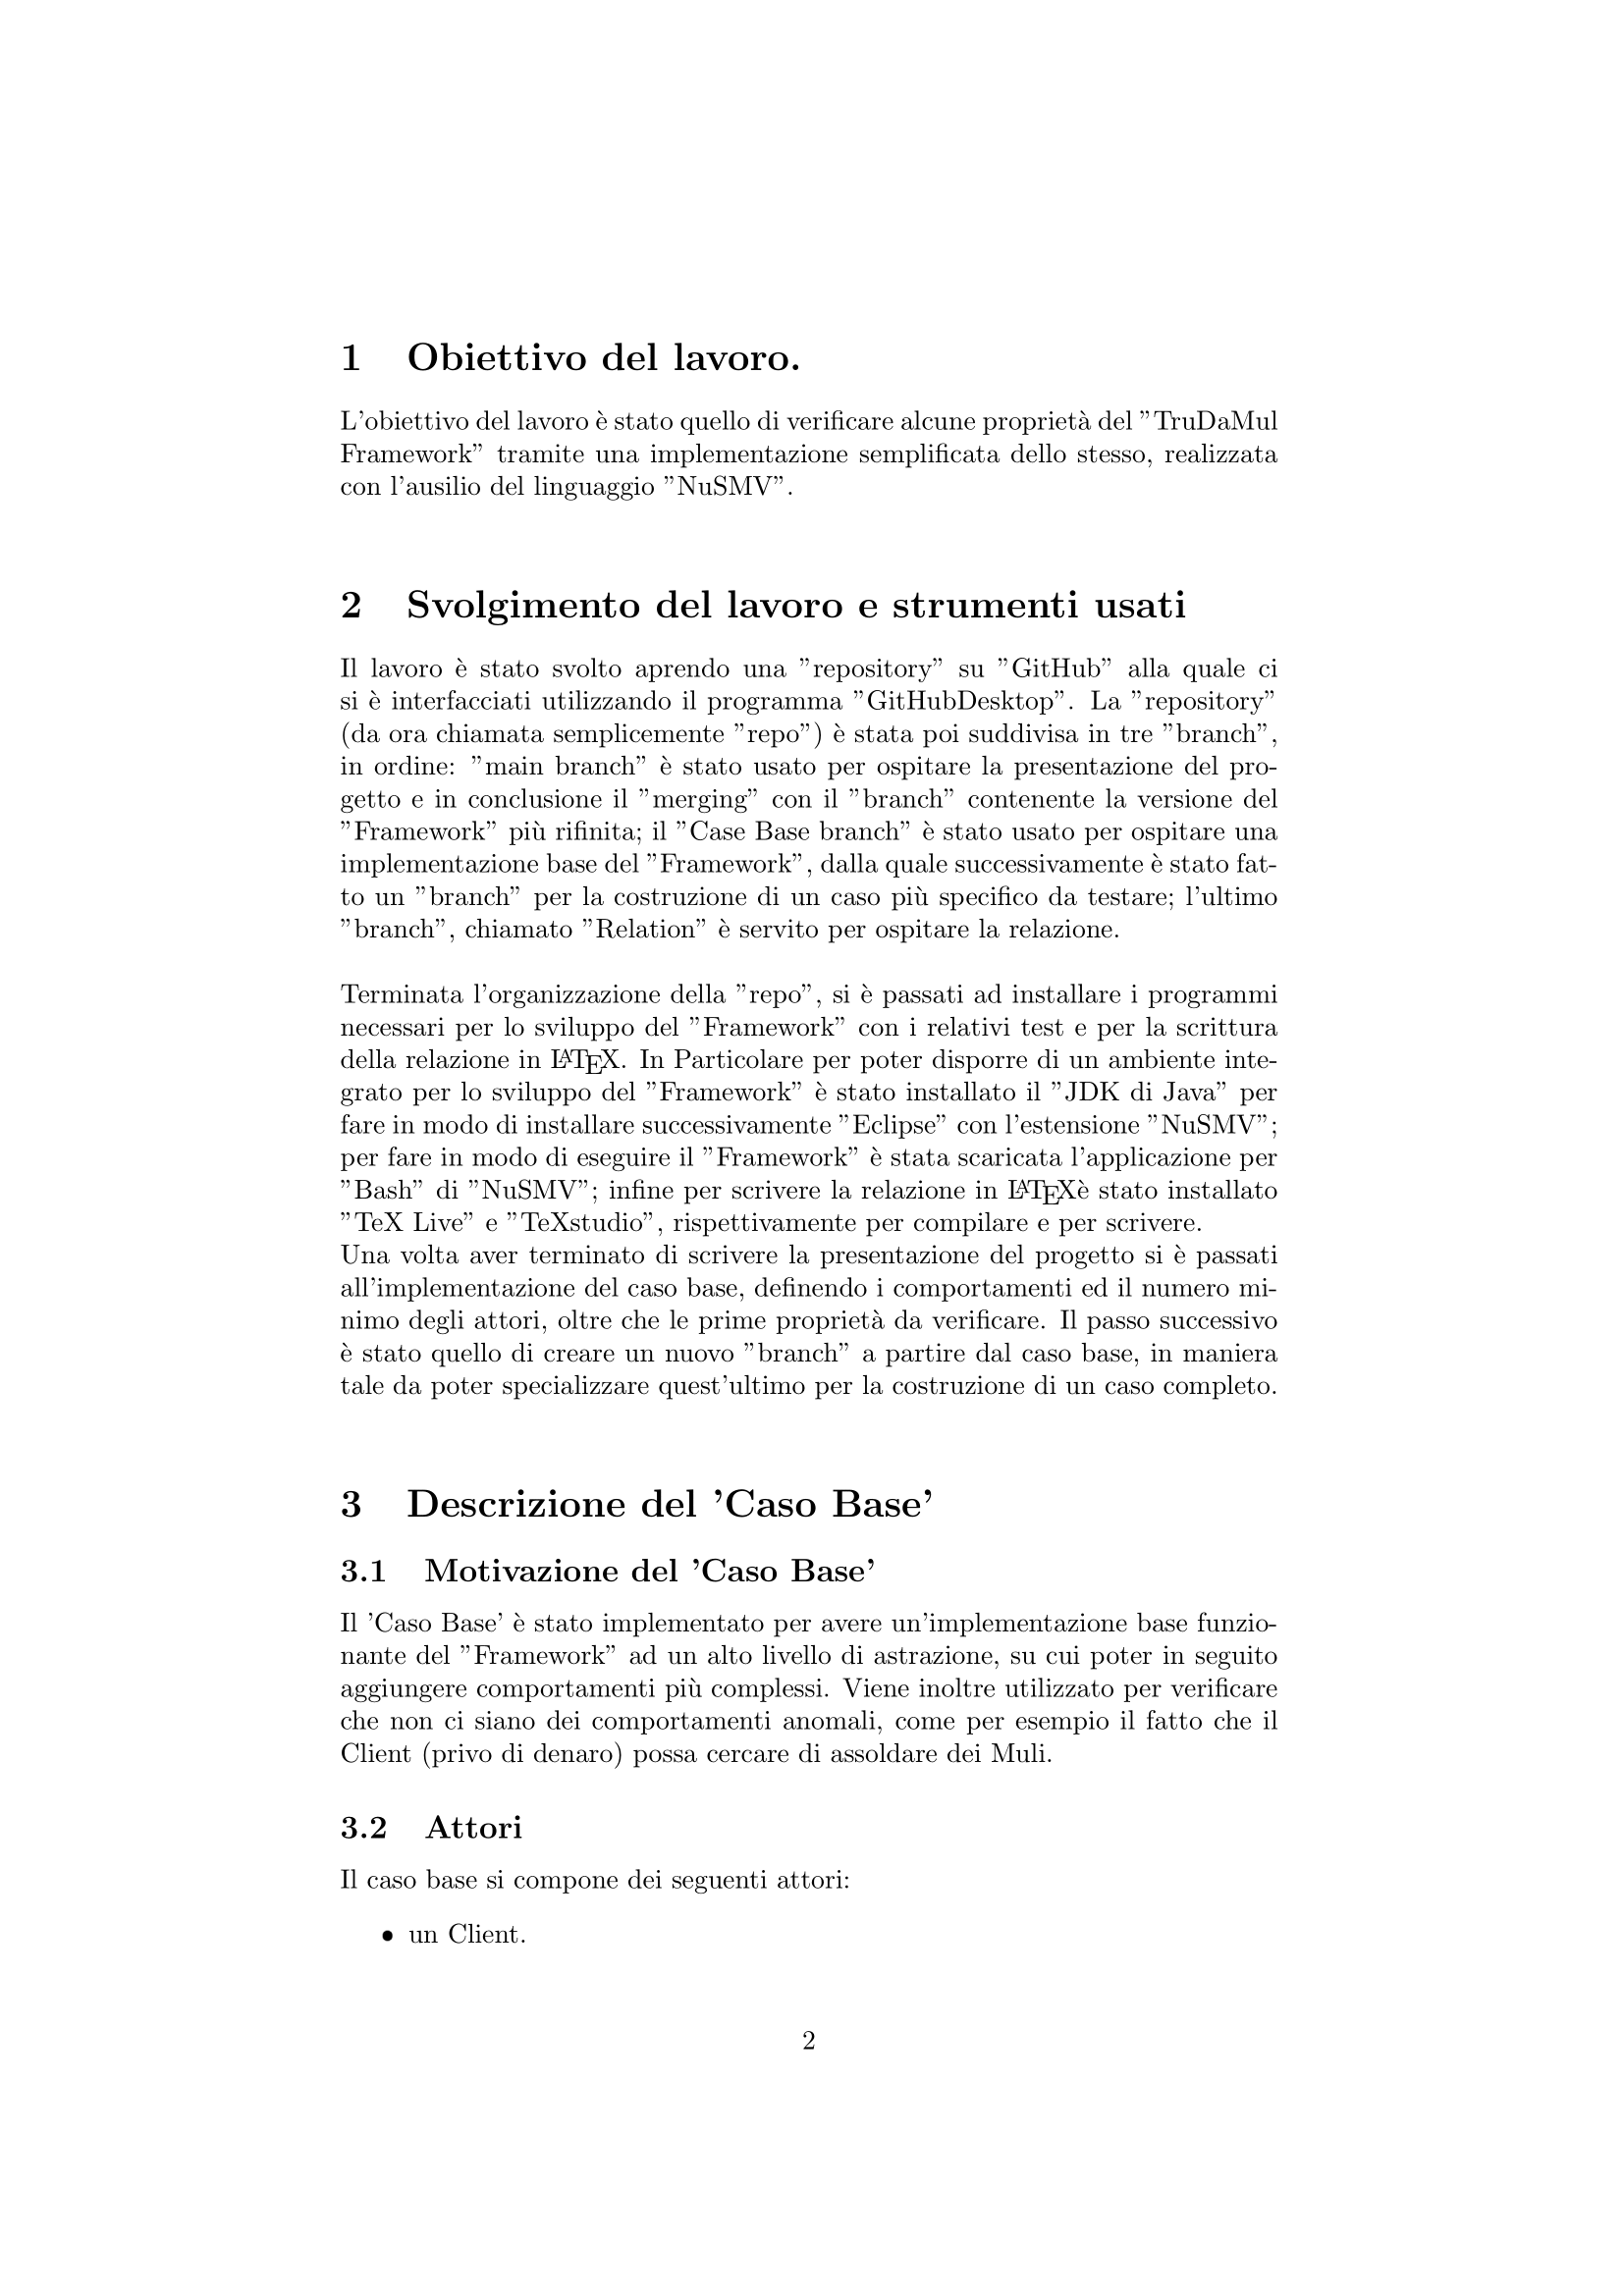 1 Obiettivo del lavoro.
L'obiettivo del lavoro è stato quello di verificare alcune proprietà del ”TruDaMul
Framework” tramite una implementazione semplificata dello stesso, realizzata
con l'ausilio del linguaggio ”NuSMV”.
2 Svolgimento del lavoro e strumenti usati
Il lavoro è stato svolto aprendo una ”repository” su ”GitHub” alla quale ci
si è interfacciati utilizzando il programma ”GitHubDesktop”. La ”repository”
(da ora chiamata semplicemente ”repo”) è stata poi suddivisa in tre ”branch”,
in ordine: ”main branch” è stato usato per ospitare la presentazione del pro-
getto e in conclusione il ”merging” con il ”branch” contenente la versione del
”Framework” più rifinita; il ”Case Base branch” è stato usato per ospitare una
implementazione base del ”Framework”, dalla quale successivamente è stato fat-
to un ”branch” per la costruzione di un caso più specifico da testare; l'ultimo
”branch”, chiamato ”Relation” è servito per ospitare la relazione.
Terminata l'organizzazione della ”repo”, si è passati ad installare i programmi
necessari per lo sviluppo del ”Framework” con i relativi test e per la scrittura
della relazione in LATEX. In Particolare per poter disporre di un ambiente inte-
grato per lo sviluppo del ”Framework” è stato installato il ”JDK di Java” per
fare in modo di installare successivamente ”Eclipse” con l'estensione ”NuSMV”;
per fare in modo di eseguire il ”Framework” è stata scaricata l'applicazione per
”Bash” di ”NuSMV”; infine per scrivere la relazione in LATEXè stato installato
”TeX Live” e ”TeXstudio”, rispettivamente per compilare e per scrivere.
Una volta aver terminato di scrivere la presentazione del progetto si è passati
all'implementazione del caso base, definendo i comportamenti ed il numero mi-
nimo degli attori, oltre che le prime proprietà da verificare. Il passo successivo
è stato quello di creare un nuovo ”branch” a partire dal caso base, in maniera
tale da poter specializzare quest'ultimo per la costruzione di un caso completo.
3 Descrizione del ’Caso Base’
3.1 Motivazione del ’Caso Base’
Il ’Caso Base’ è stato implementato per avere un'implementazione base funzio-
nante del ”Framework” ad un alto livello di astrazione, su cui poter in seguito
aggiungere comportamenti più complessi. Viene inoltre utilizzato per verificare
che non ci siano dei comportamenti anomali, come per esempio il fatto che il
Client (privo di denaro) possa cercare di assoldare dei Muli.
3.2 Attori
Il caso base si compone dei seguenti attori:
• un Client.
2